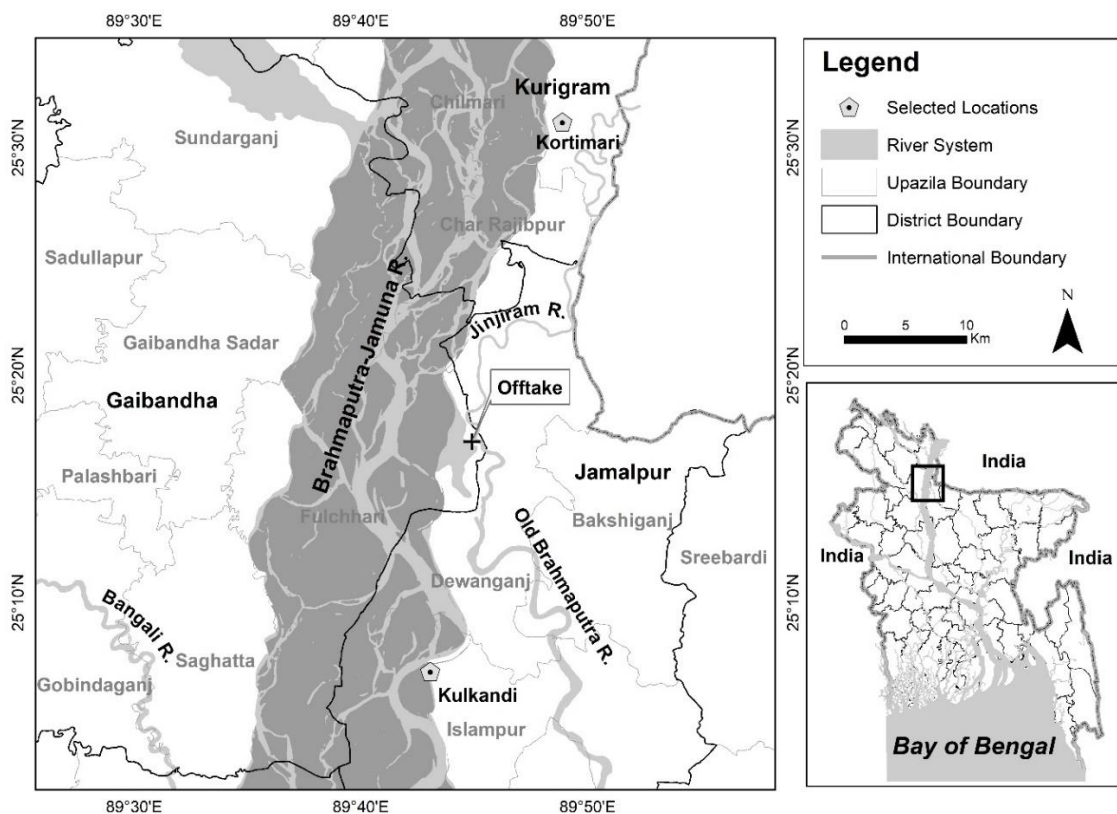 89°30'E
89°40'E
89°50'E
25°30'N
25°20'N
25°10'N
25°30'N
25°20'N
25°10'N
Kurigram
Chilmari
Kortimari
Sundarganj
Char Rajibpur
Sadullapur
Brahmaputra-Jamuna R.
Jinjiram R.
Gaibandha Sadar
Gaibandha
Offtake
Palashbari
Jamalpur
Fulchhari
Bakshiganj
Sreebardi
Old Brahmaputra R.
Dewanganj
Bangali R.
Saghatta
Gobindaganj
Kulkandi
Islampur
89°30'E
89°40'E
89°50'E
Legend
Selected Locations
River System
Upazila Boundary
District Boundary
International Boundary
N
0 5 10
Km
India
India
India
Bay of Bengal